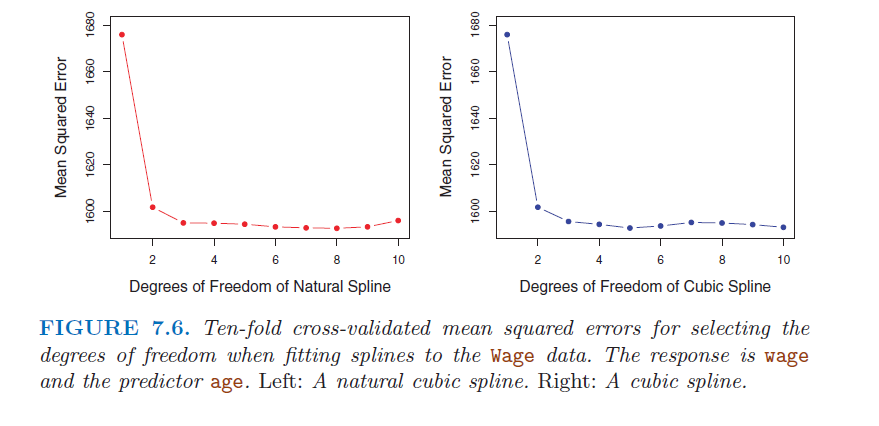 1680
1660
1640
1620
1600
Mean Squared Error
2 4 6 8 10
Degrees of Freedom of Natural Spline
1680
1660
1640
1620
1600
Mean Squared Error
2 4 6 8 10
Degrees of Freedom of Cubic Spline
FIGURE 7.6. Ten-fold cross-validated mean squared errors for selecting the
degrees of freedom when fitting splines to the Wage data. The response is wage
and the predictor age. Left: A natural cubic spline. Right: A cubic spline.